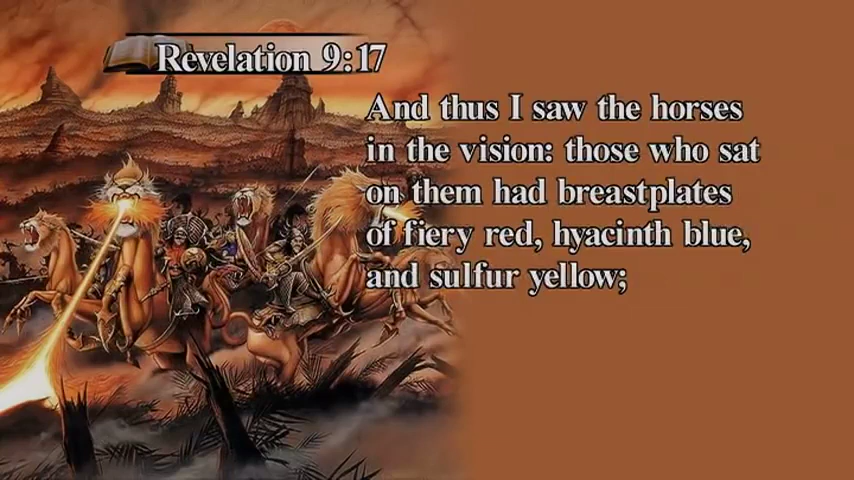 Revelation 9:17
And thus I saw the horses
in the vision: those who sat
on them had breastplates
of fiery red, hyacinth blue,
and sulfur yellow;